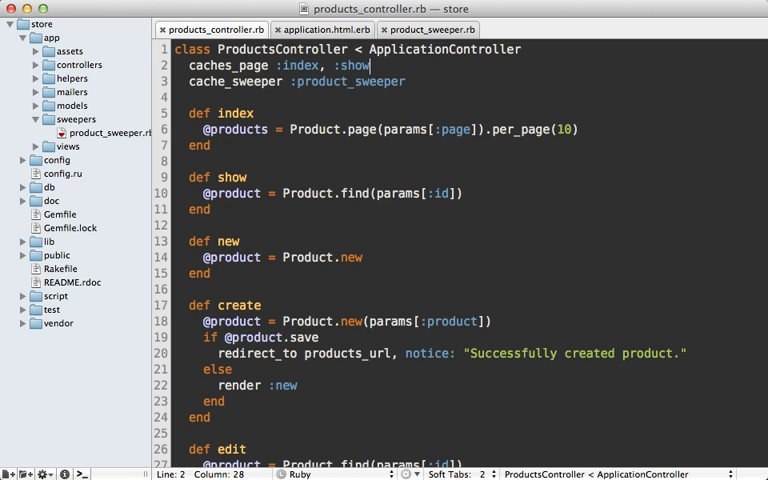 products_controller.rb — store
store
app
assets
controllers
helpers
mailers
models
sweepers
product_sweeper.rb
views
config
config.ru
db
doc
Gemfile
Gemfile.lock
lib
public
Rakefile
README.rdoc
script
test
vendor
products_controller.rb
application.html.erb
product_sweeper.rb
1 class ProductsController < ApplicationController
2 caches_page :index, :show
3 cache_sweeper :product_sweeper
4
5 def index
6 @products = Product.page(params[:page]).per_page(10)
7 end
8
9 def show
10 @product = Product.find(params[:id])
11 end
12
13 def new
14 @product = Product.new
15 end
16
17 def create
18 @product = Product.new(params[:product])
19 if @product.save
20 redirect_to products_url, notice: "Successfully created product."
21 else
22 render :new
23 end
24 end
25
26 def edit
27 @product = Product.find(params[:id])
Line: 2 Column: 28 Ruby Soft Tabs: 2 ProductsController < ApplicationController